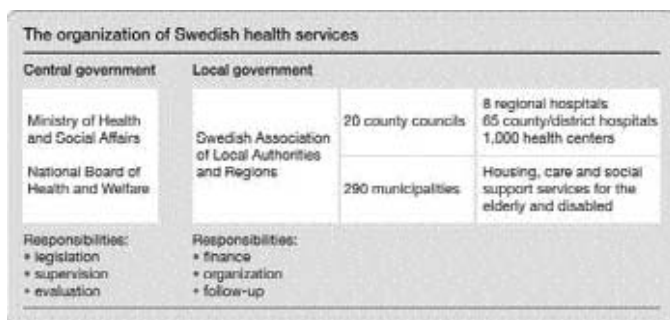 The organization of Swedish health services
Central government
Local government
Ministry of Health
and Social Affairs
National Board of
Health and Welfare
Swedish Association
of Local Authorities
and Regions
20 county councils
8 regional hospitals
65 county/district hospitals
1,000 health centers
290 municipalities
Housing, care and social
support services for the
elderly and disabled
Responsibilities:
• legislation
• supervision
• evaluation
Responsibilities:
• finance
• organization
• follow-up